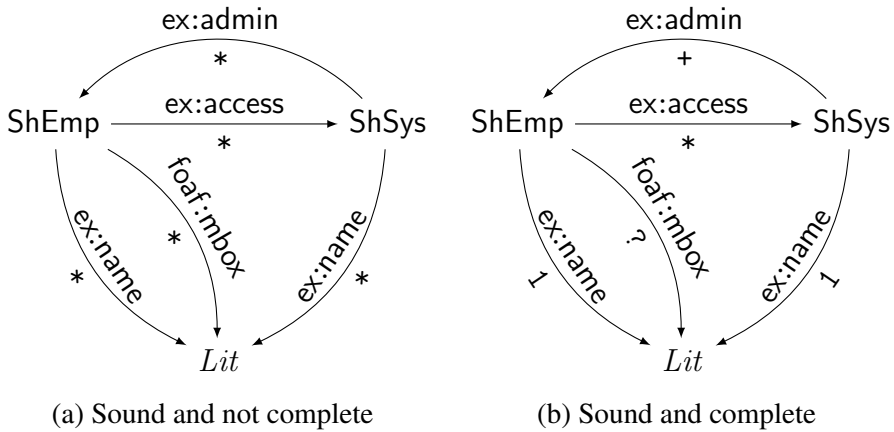 ex:admin
*
ShEmp
ex:access
*
ShSys
ex:name
*
foaf:mbox
*
ex:name
*
Lit
(a) Sound and not complete
ex:admin
+
ShEmp
ex:access
*
ShSys
ex:name
1
foaf:mbox
?
ex:name
1
Lit
(b) Sound and complete